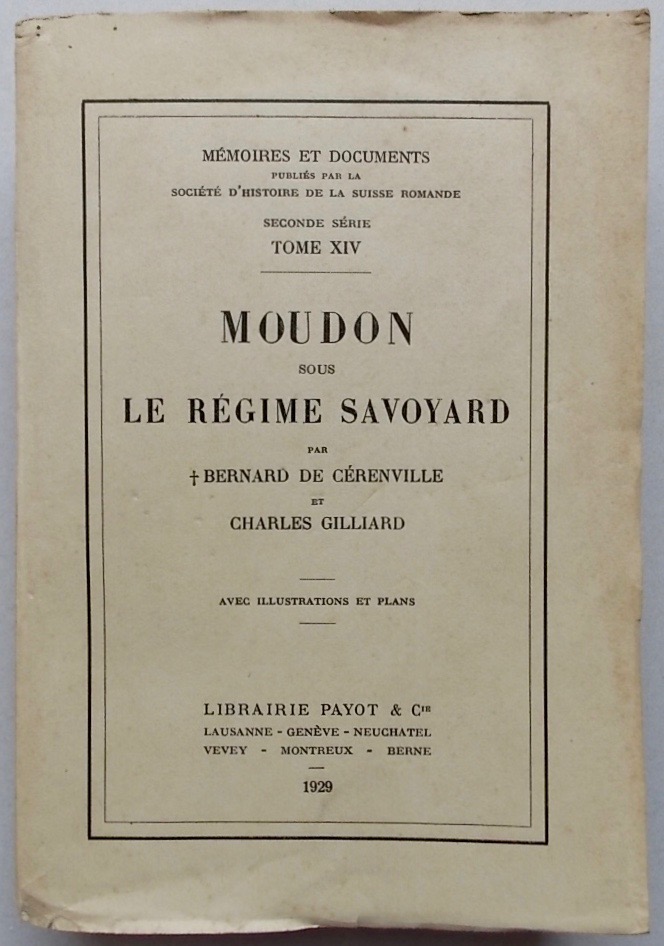 MÉMOIRES ET DOCUMENTS
PUBLIÉS PAR LA
SOCIÉTÉ D'HISTOIRE DE LA SUISSE ROMANDE
SECONDE SÉRIE
TOME XIV
MOUDON
SOUS
LE RÉGIME SAVOYARD
PAR
† BERNARD DE CÉRENVILLE
ET
CHARLES GILLIARD
AVEC ILLUSTRATIONS ET PLANS
LIBRAIRIE PAYOT & CIE
LAUSANNE - GENÈVE - NEUCHATEL
VEVEY - MONTREUX - BERNE
1929